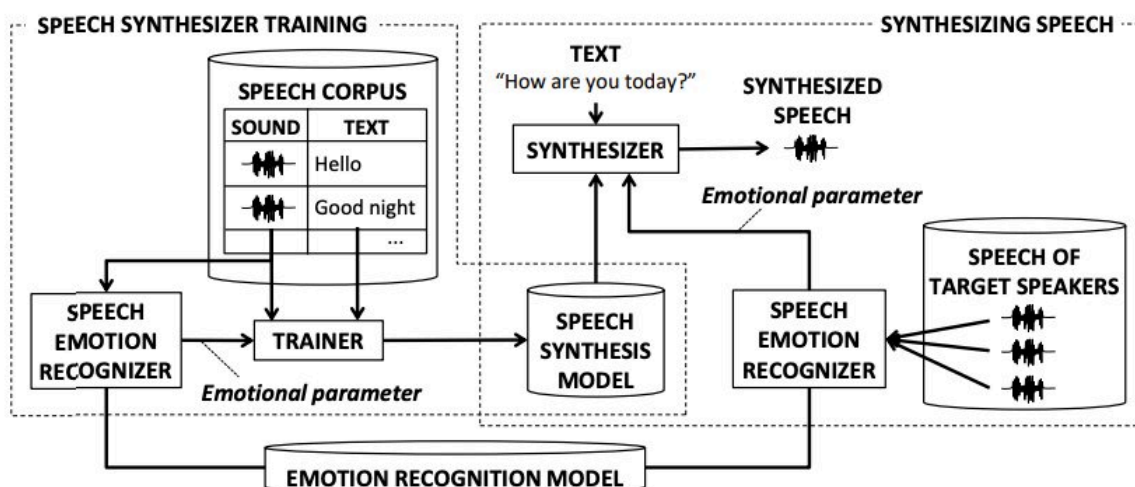 SPEECH SYNTHESIZER TRAINING
SPEECH CORPUS
SOUND TEXT
Hello
Good night
...
SPEECH
EMOTION
RECOGNIZER
TRAINER
Emotional parameter
SYNTHESIZING SPEECH
TEXT
“How are you today?”
SYNTHESIZER
SYNTHESIZED
SPEECH
Emotional parameter
SPEECH
SYNTHESIS
MODEL
SPEECH
EMOTION
RECOGNIZER
SPEECH OF
TARGET SPEAKERS
EMOTION RECOGNITION MODEL